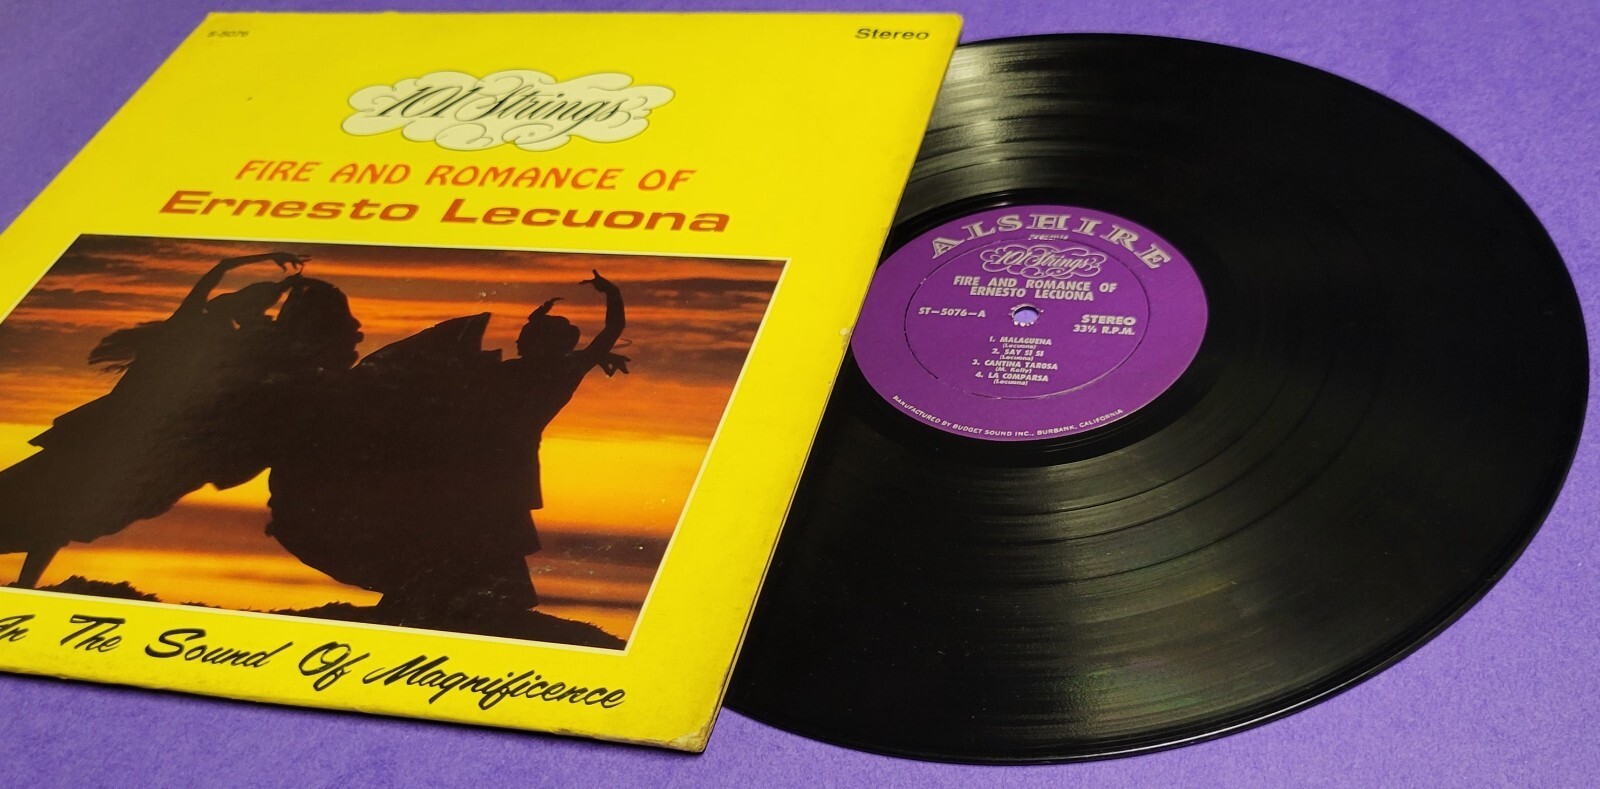 S-5076
Stereo
101 Strings
FIRE AND ROMANCE OF
Ernesto Lecuona
In The Sound Of Magnificence
ALSHIRE
101 Strings
FIRE AND ROMANCE OF
ERNESTO LECUONA
ST-5076-A
STEREO
33⅓ R.P.M.
1. MALAGUENA
(Lecuona)
2. SAY SI SI
(Lecuona)
3. CANTINA TAROSA
(M. Kelly)
4. LA COMPARSA
(Lecuona)
MANUFACTURED BY BUDGET SOUND INC., BURBANK, CALIFORNIA